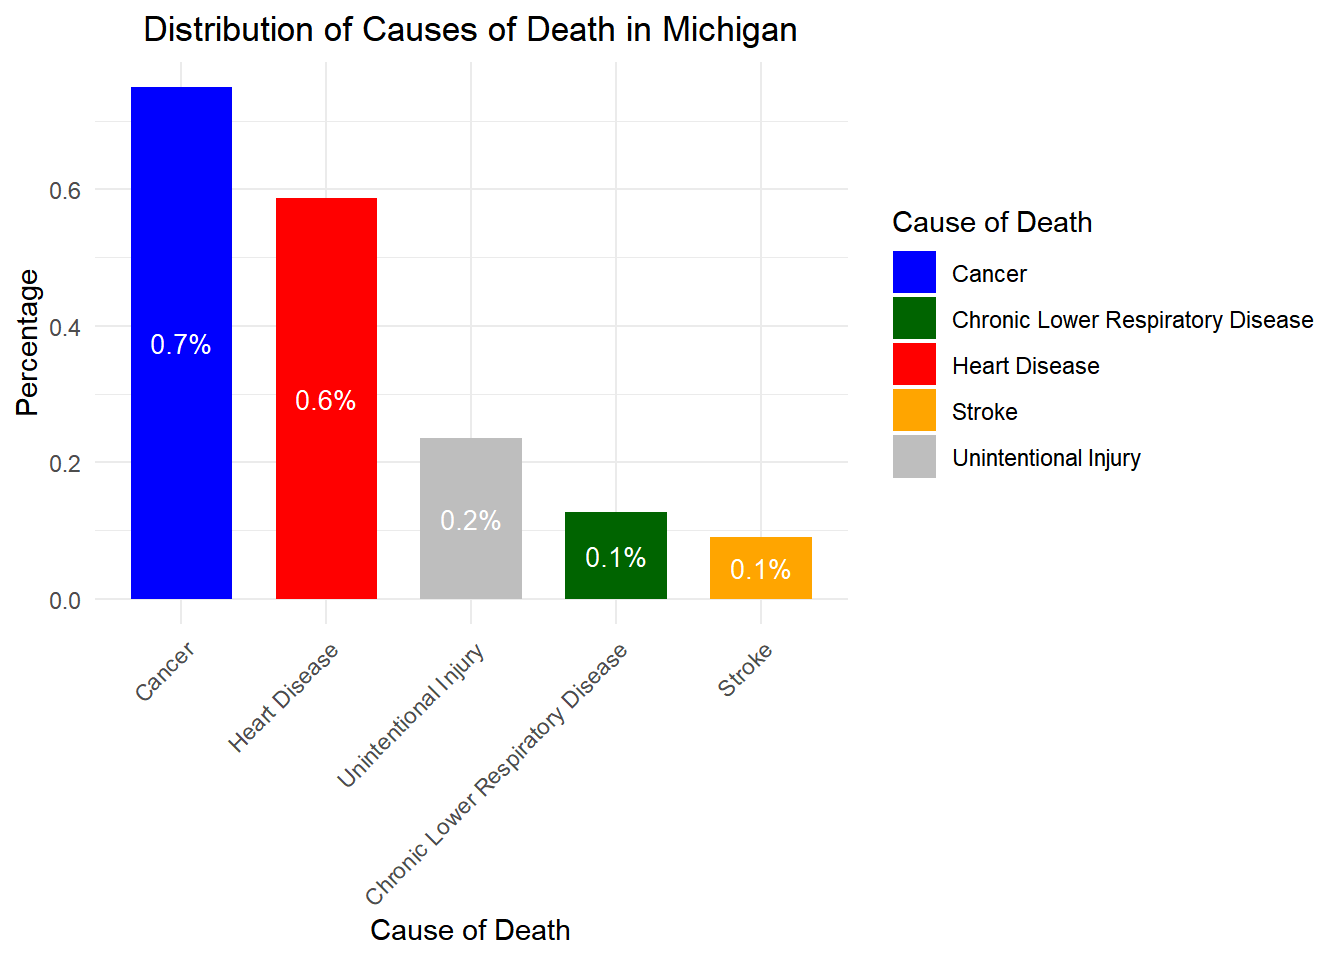 Distribution of Causes of Death in Michigan
Percentage
0.6
0.4
0.2
0.0
0.7%
0.6%
0.2%
0.1%
0.1%
Cancer
Heart Disease
Unintentional Injury
Chronic Lower Respiratory Disease
Stroke
Cause of Death
Cause of Death
Cancer
Chronic Lower Respiratory Disease
Heart Disease
Stroke
Unintentional Injury